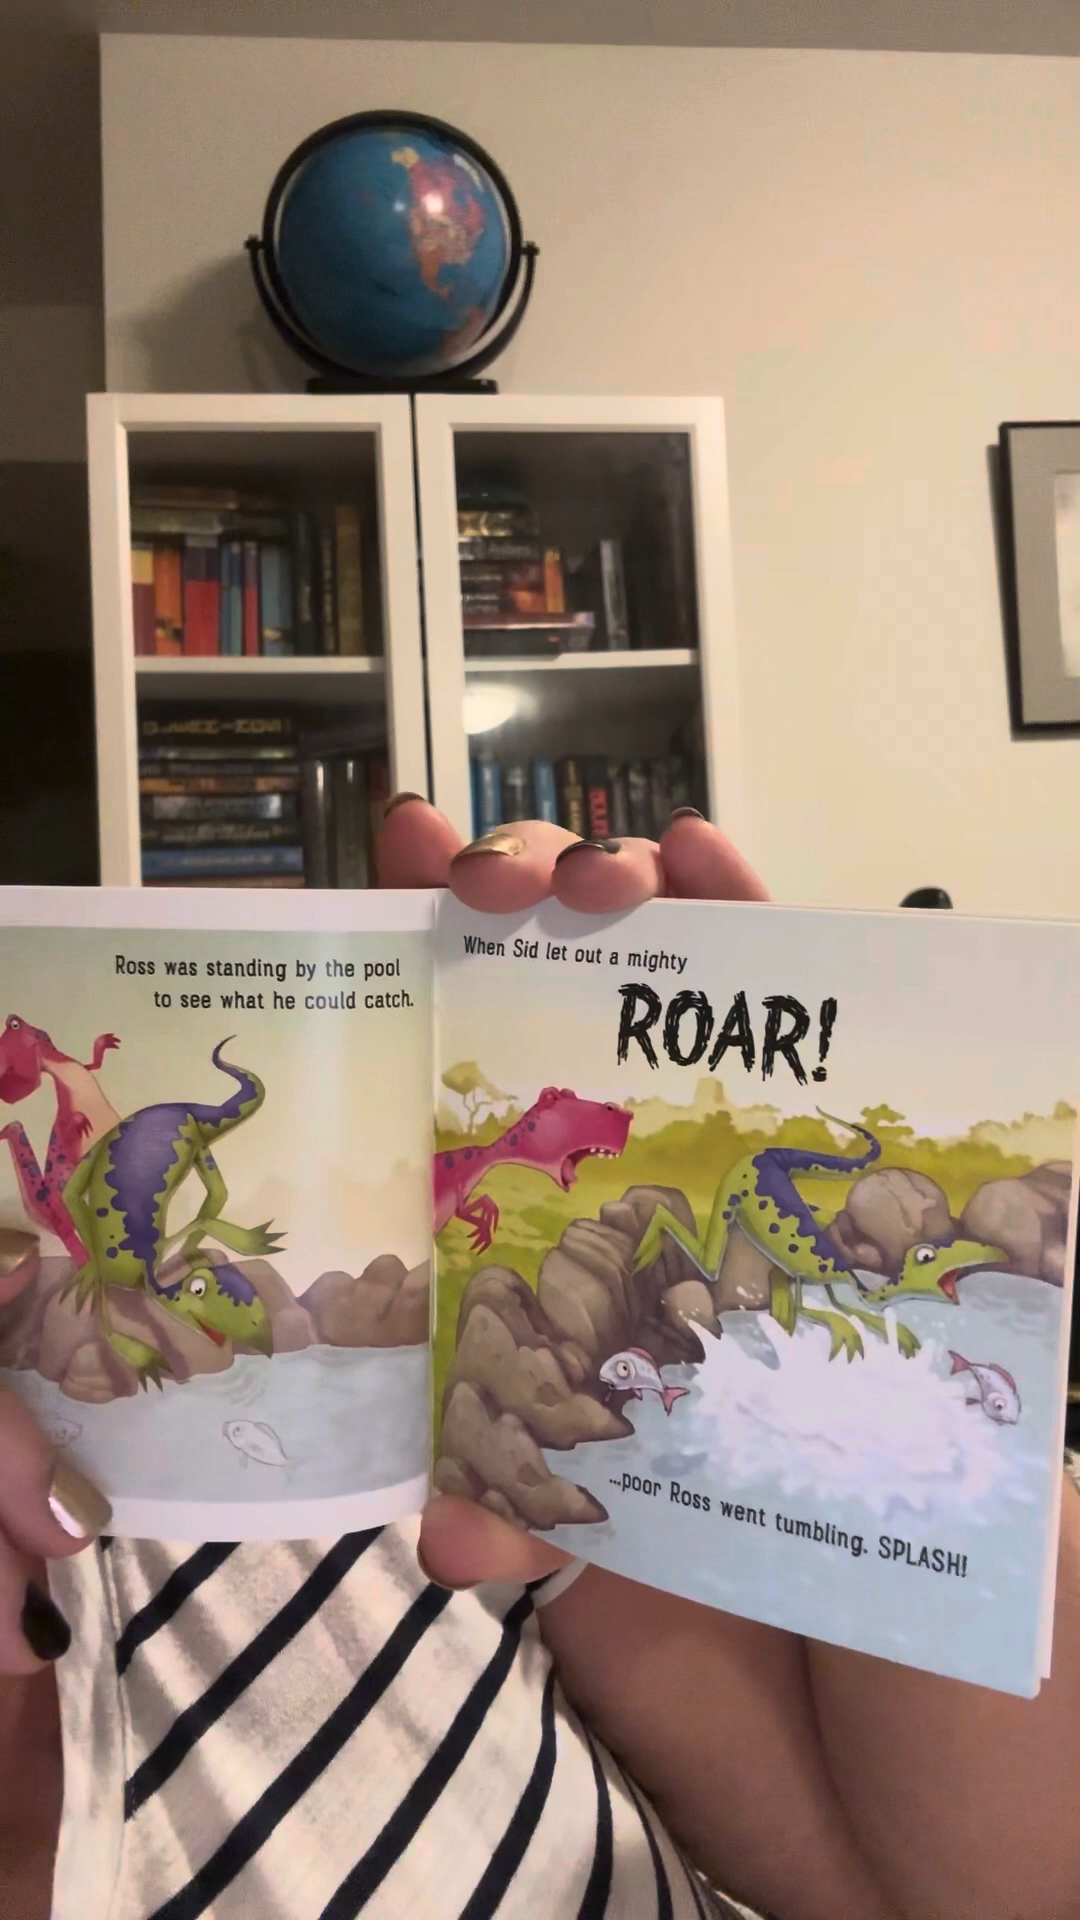 Ross was standing by the pool
to see what he could catch.
When Sid let out a mighty
ROAR!
...poor Ross went tumbling. SPLASH!